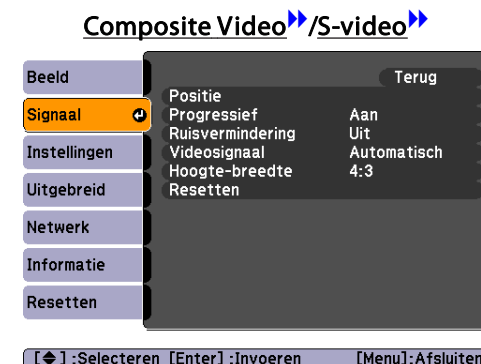 Composite Video/S-video
Beeld
Signaal
Instellingen
Uitgebreid
Netwerk
Informatie
Resetten
Terug
Positie
Progressief Aan
Ruisvermindering Uit
Videosignaal Automatisch
Hoogte-breedte 4:3
Resetten
[◆] :Selecteren [Enter] :Invoeren [Menu]:Afsluiten